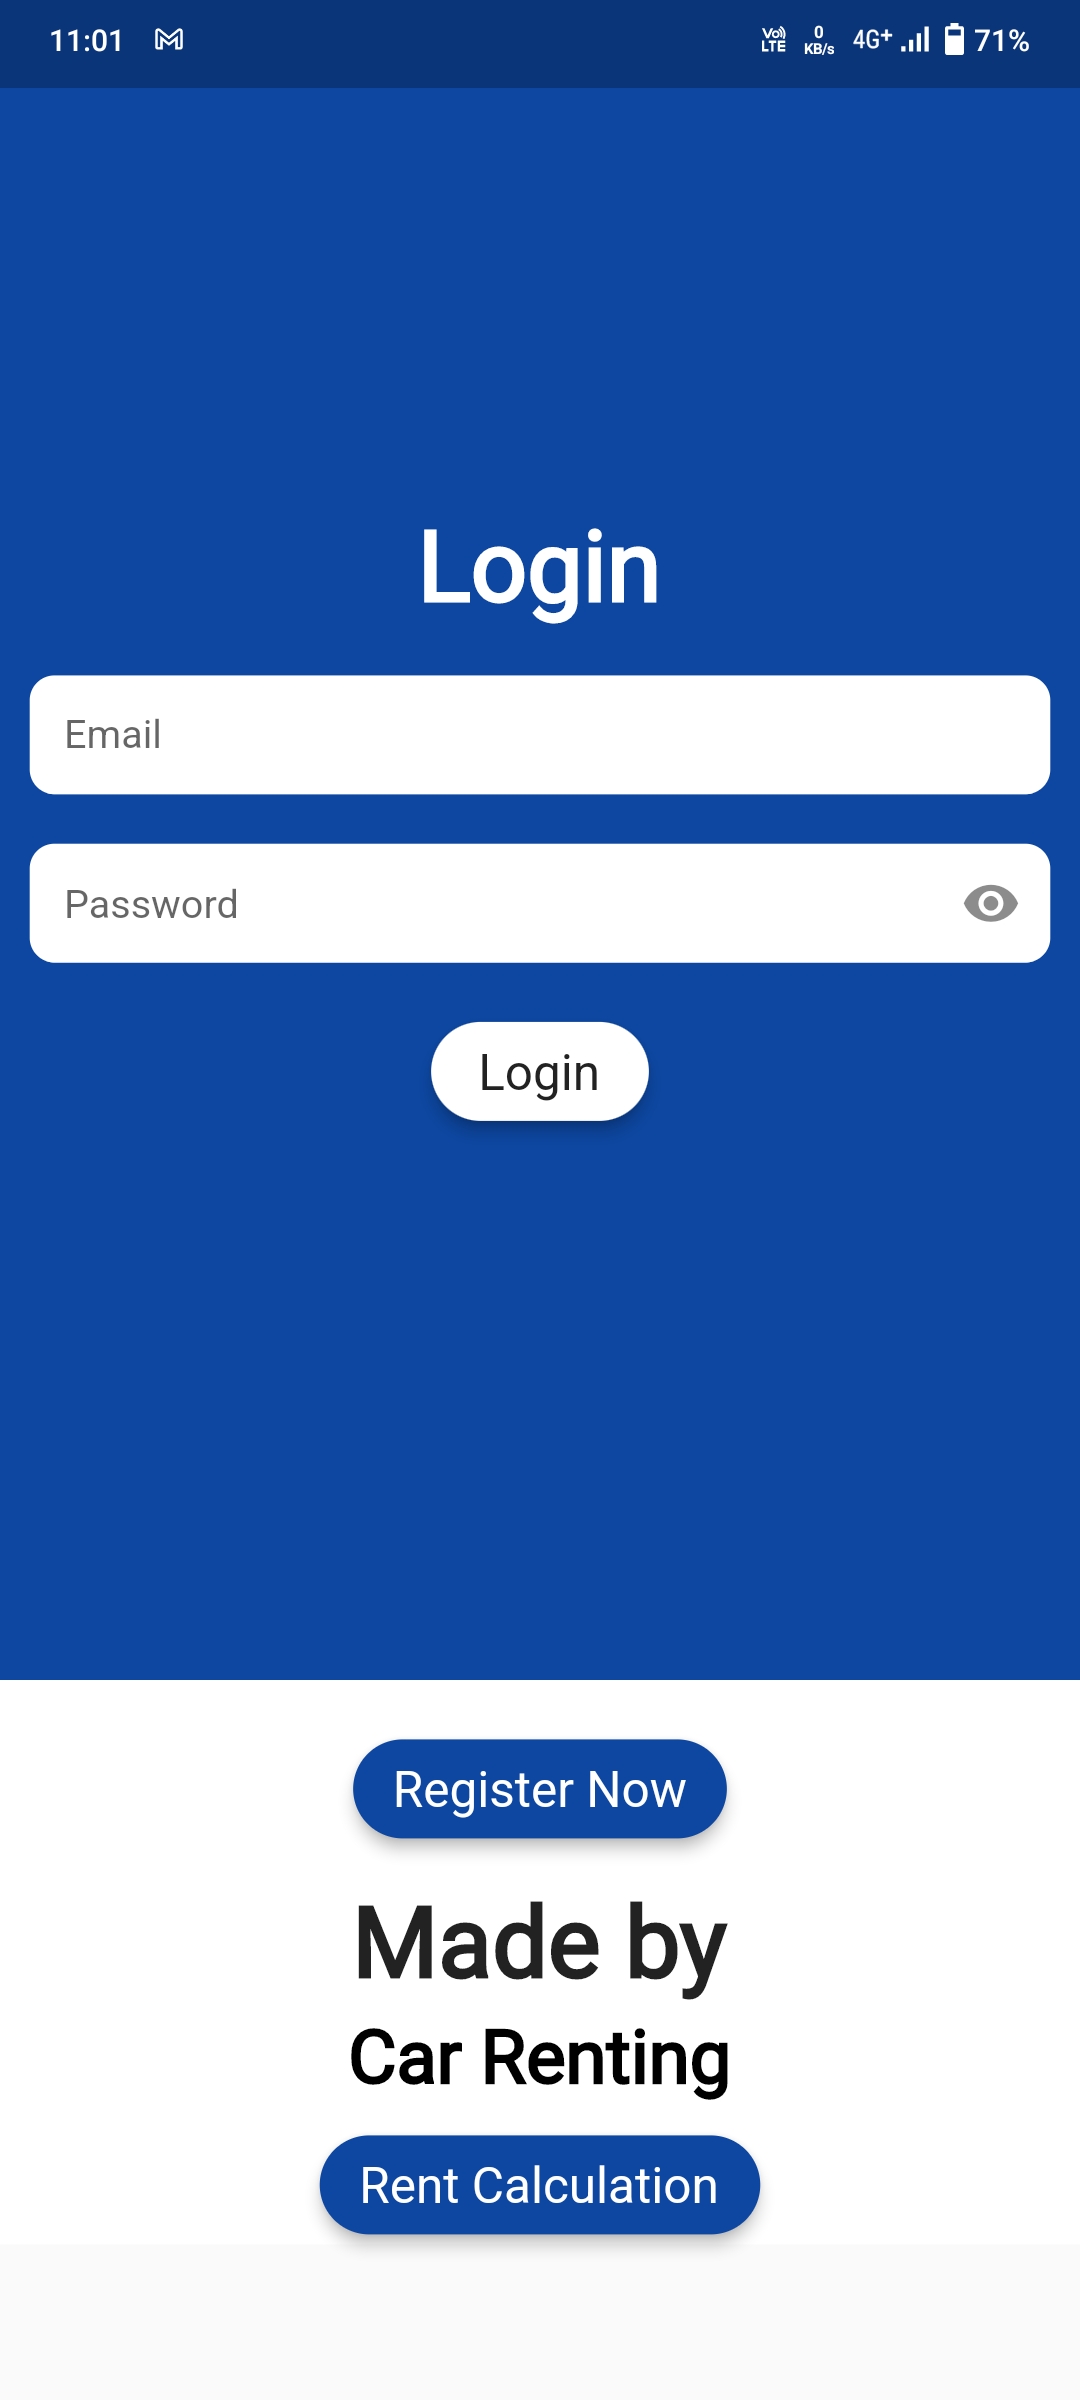 11:01 Vo) LTE 0 KB/s 4G+ 71%
Login
Email
Password
Login
Register Now
Made by
Car Renting
Rent Calculation